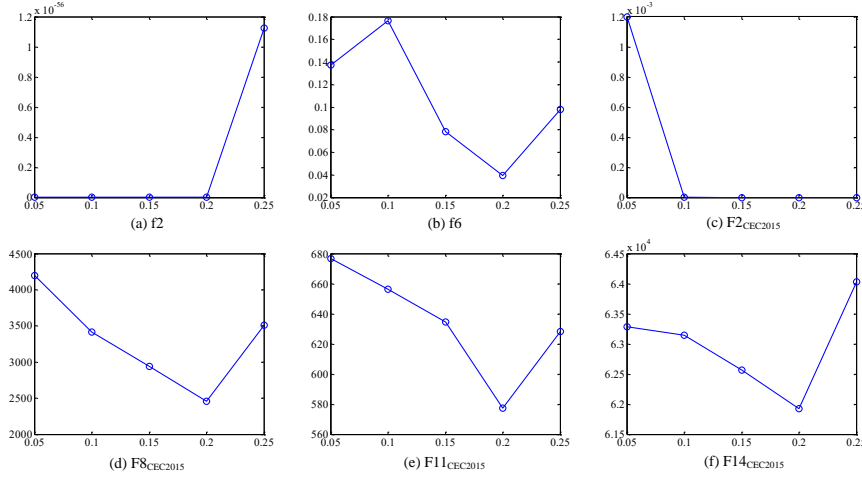 x 10⁻⁵⁶
1.2
1
0.8
0.6
0.4
0.2
0
0.05 0.1 0.15 0.2 0.25
(a) f2
0.18
0.16
0.14
0.12
0.1
0.08
0.06
0.04
0.02
0.05 0.1 0.15 0.2 0.25
(b) f6
x 10⁻³
1.2
1
0.8
0.6
0.4
0.2
0
0.05 0.1 0.15 0.2
(c) F2CEC2015
4500
4000
3500
3000
2500
2000
0.05 0.1 0.15 0.2 0.25
(d) F8CEC2015
680
660
640
620
600
580
560
0.05 0.1 0.15 0.2 0.25
(e) F11CEC2015
x 10⁴
6.45
6.4
6.35
6.3
6.25
6.2
6.15
0.05 0.1 0.15 0.2 0.25
(f) F14CEC2015